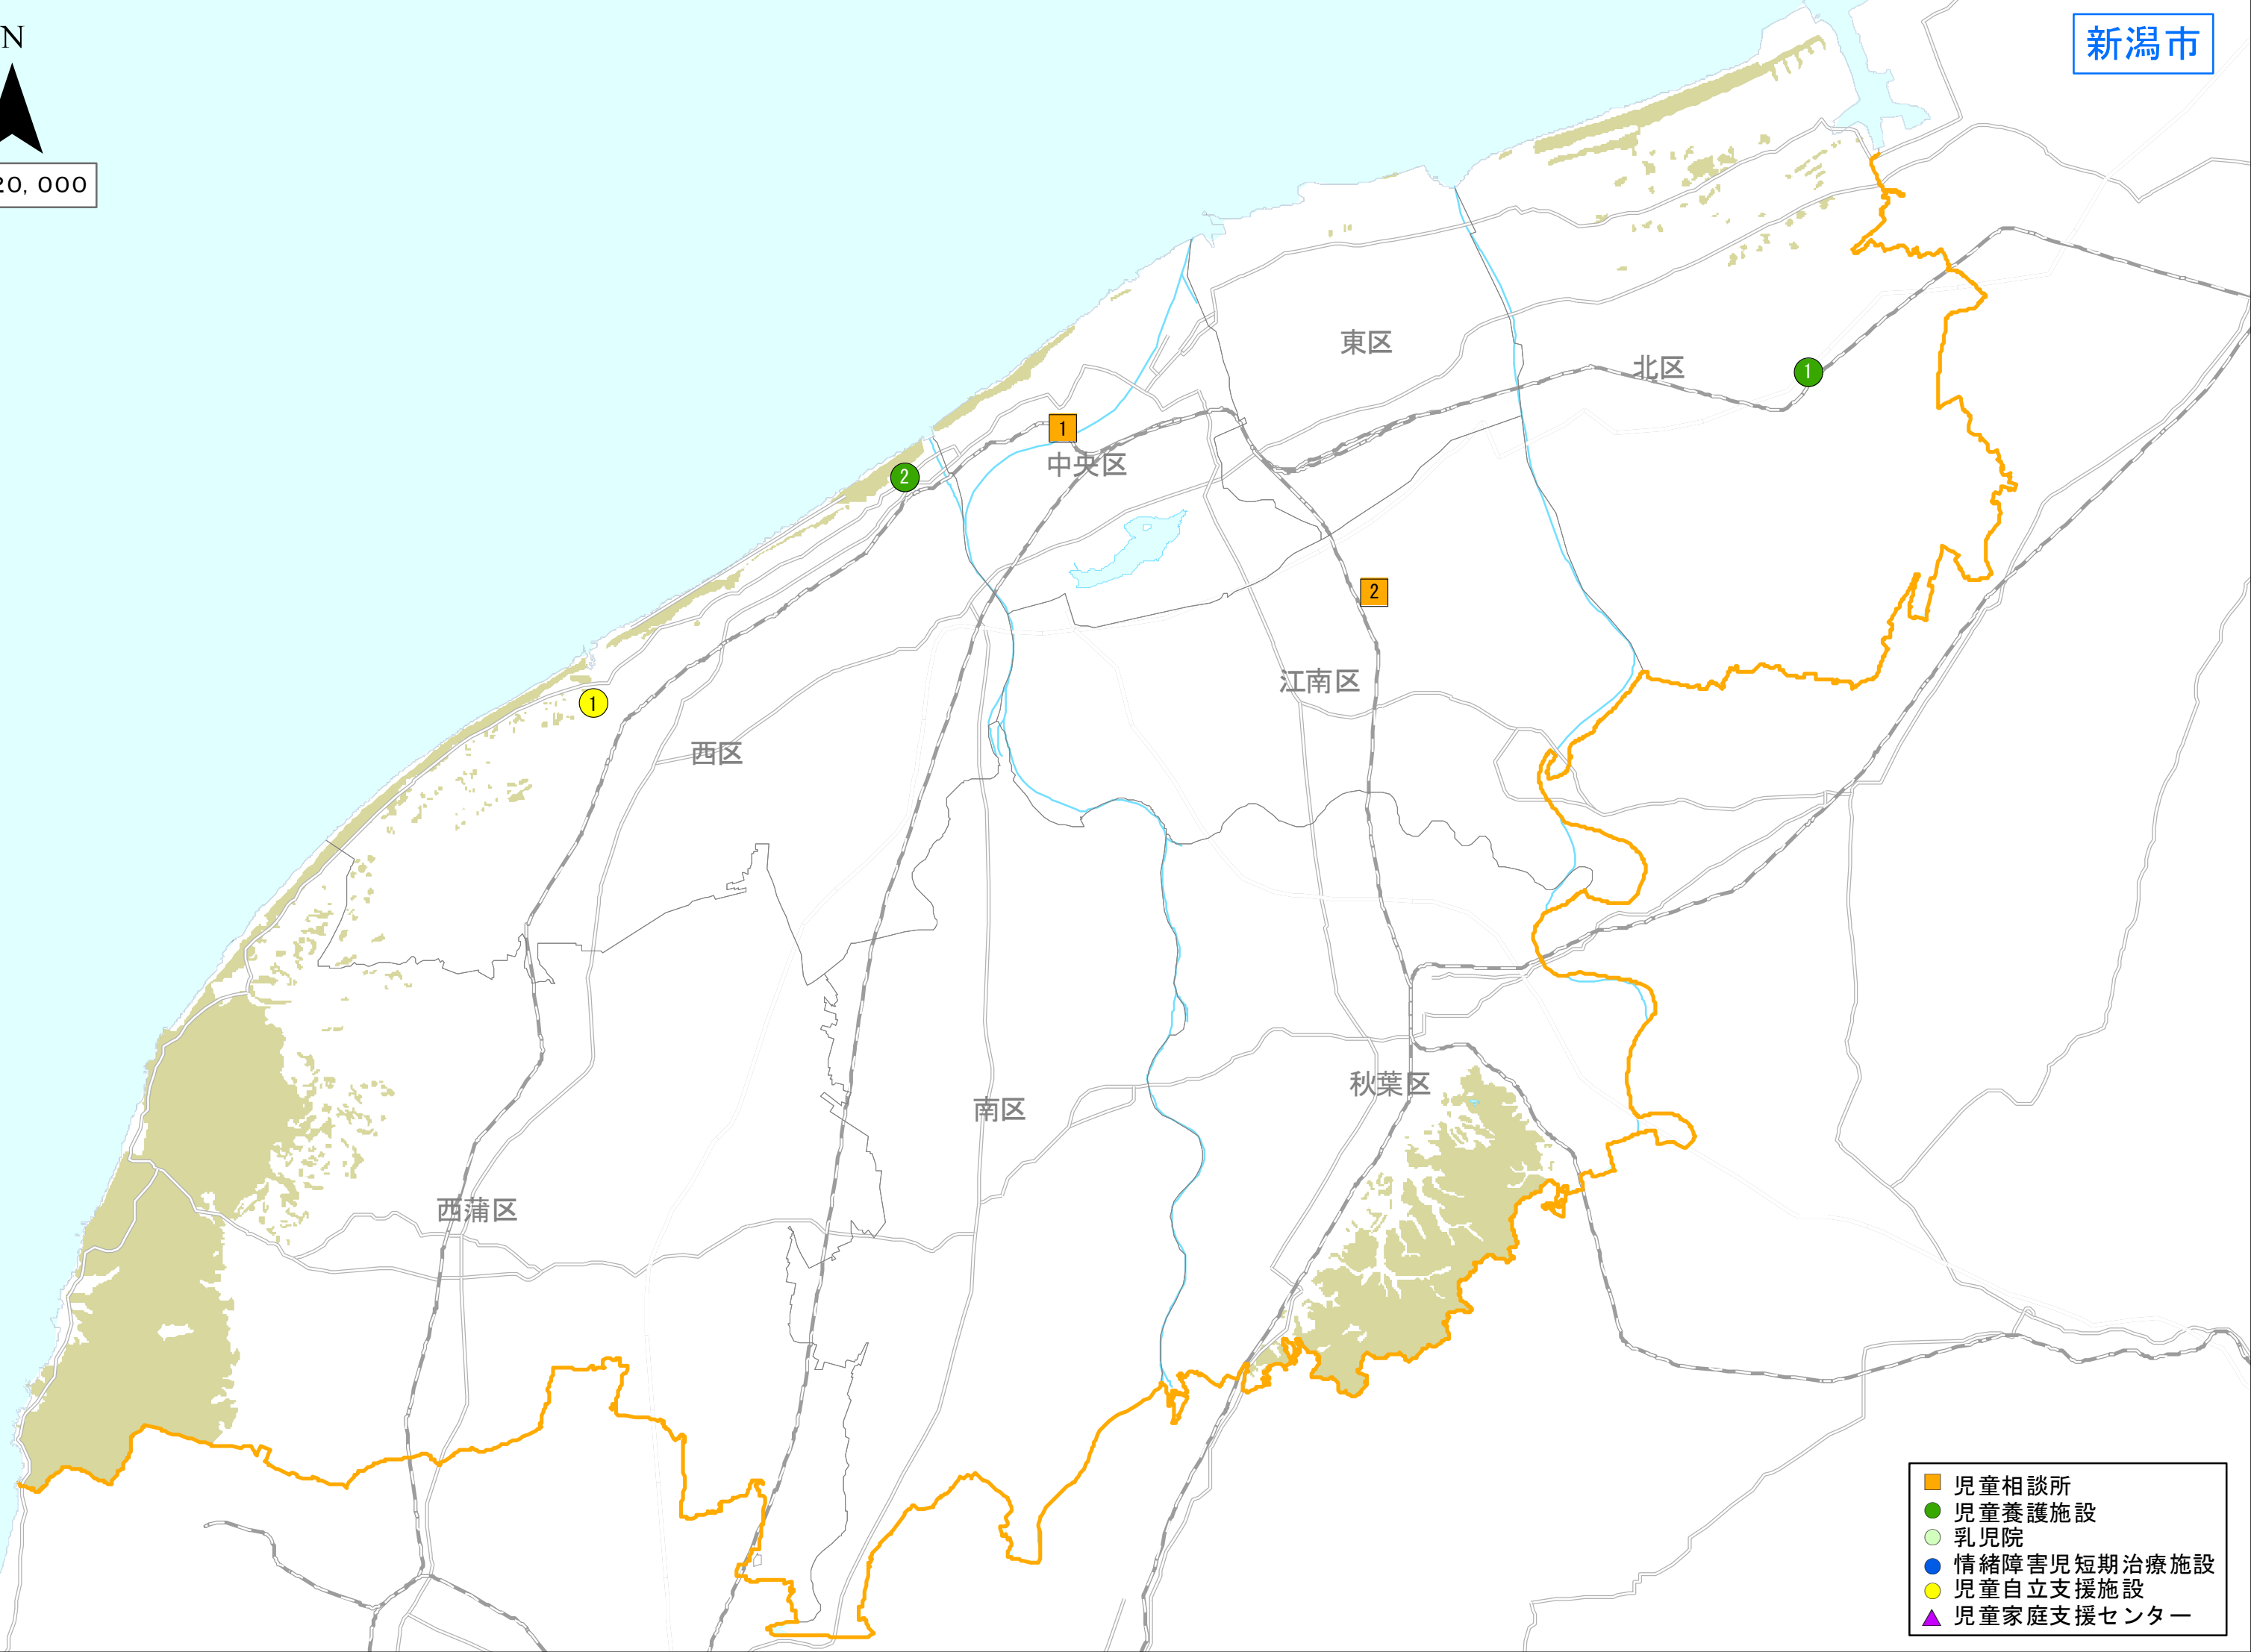 N
新潟市
20,000
東区
北区
1
1
中央区
2
2
江南区
1
西区
秋葉区
南区
西蒲区
児童相談所
児童養護施設
乳児院
情緒障害児短期治療施設
児童自立支援施設
児童家庭支援センター